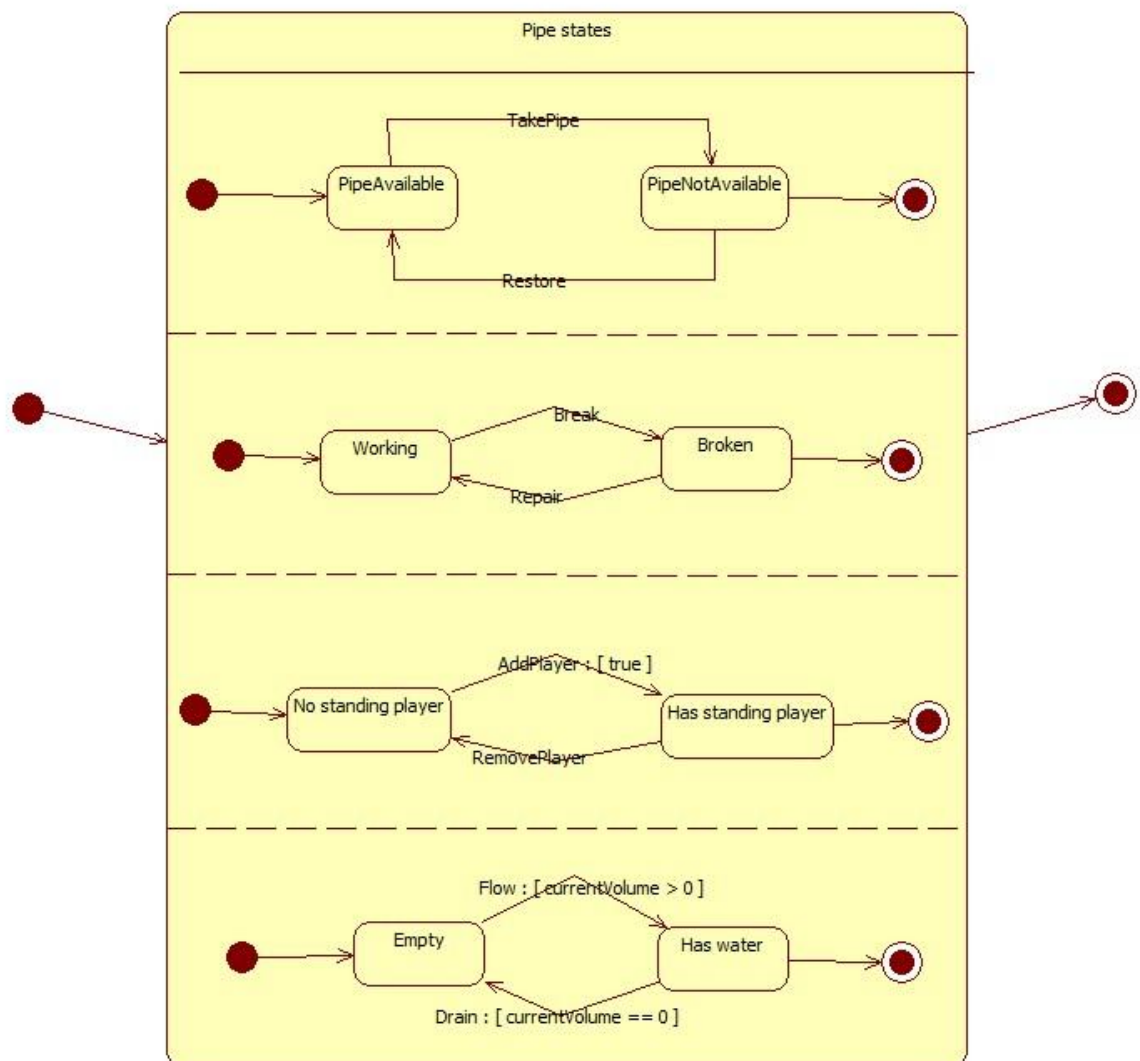 Pipe states
TakePipe
PipeAvailable
PipeNotAvailable
Restore
Break
Working
Broken
Repair
AddPlayer : [ true ]
No standing player
Has standing player
RemovePlayer
Flow : [ currentVolume > 0 ]
Empty
Has water
Drain : [ currentVolume == 0 ]